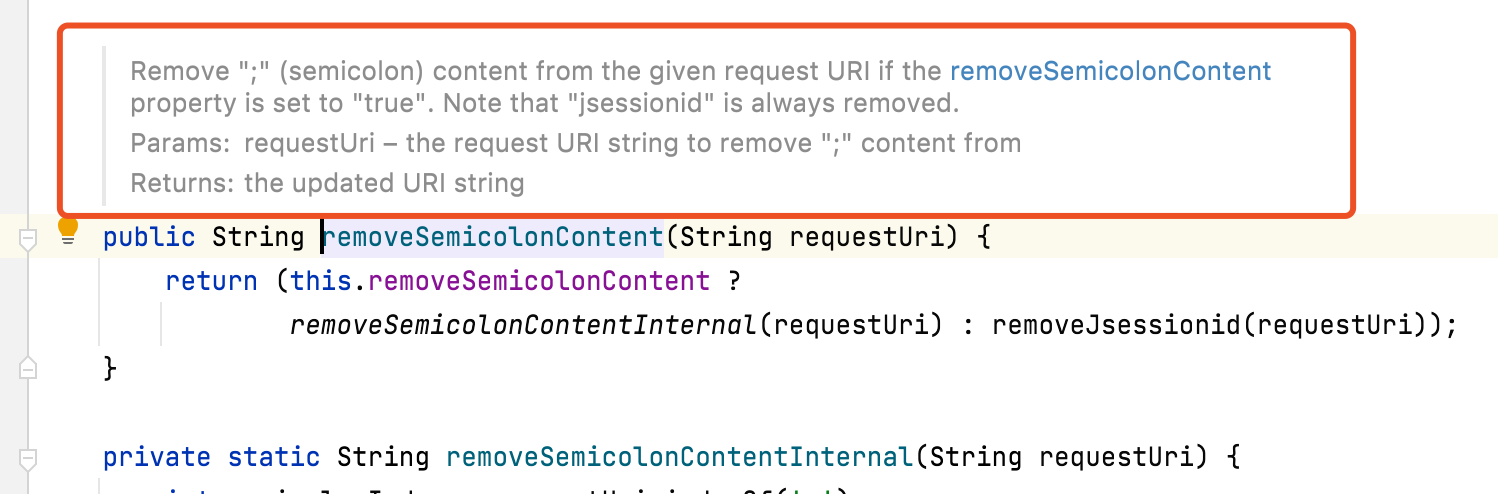 Remove ";" (semicolon) content from the given request URI if the removeSemicolonContent
property is set to "true". Note that "jsessionid" is always removed.
Params: requestUri – the request URI string to remove ";" content from
Returns: the updated URI string
public String removeSemicolonContent(String requestUri) {
return (this.removeSemicolonContent ?
removeSemicolonContentInternal(requestUri) : removeJsessionid(requestUri));
}
private static String removeSemicolonContentInternal(String requestUri) {